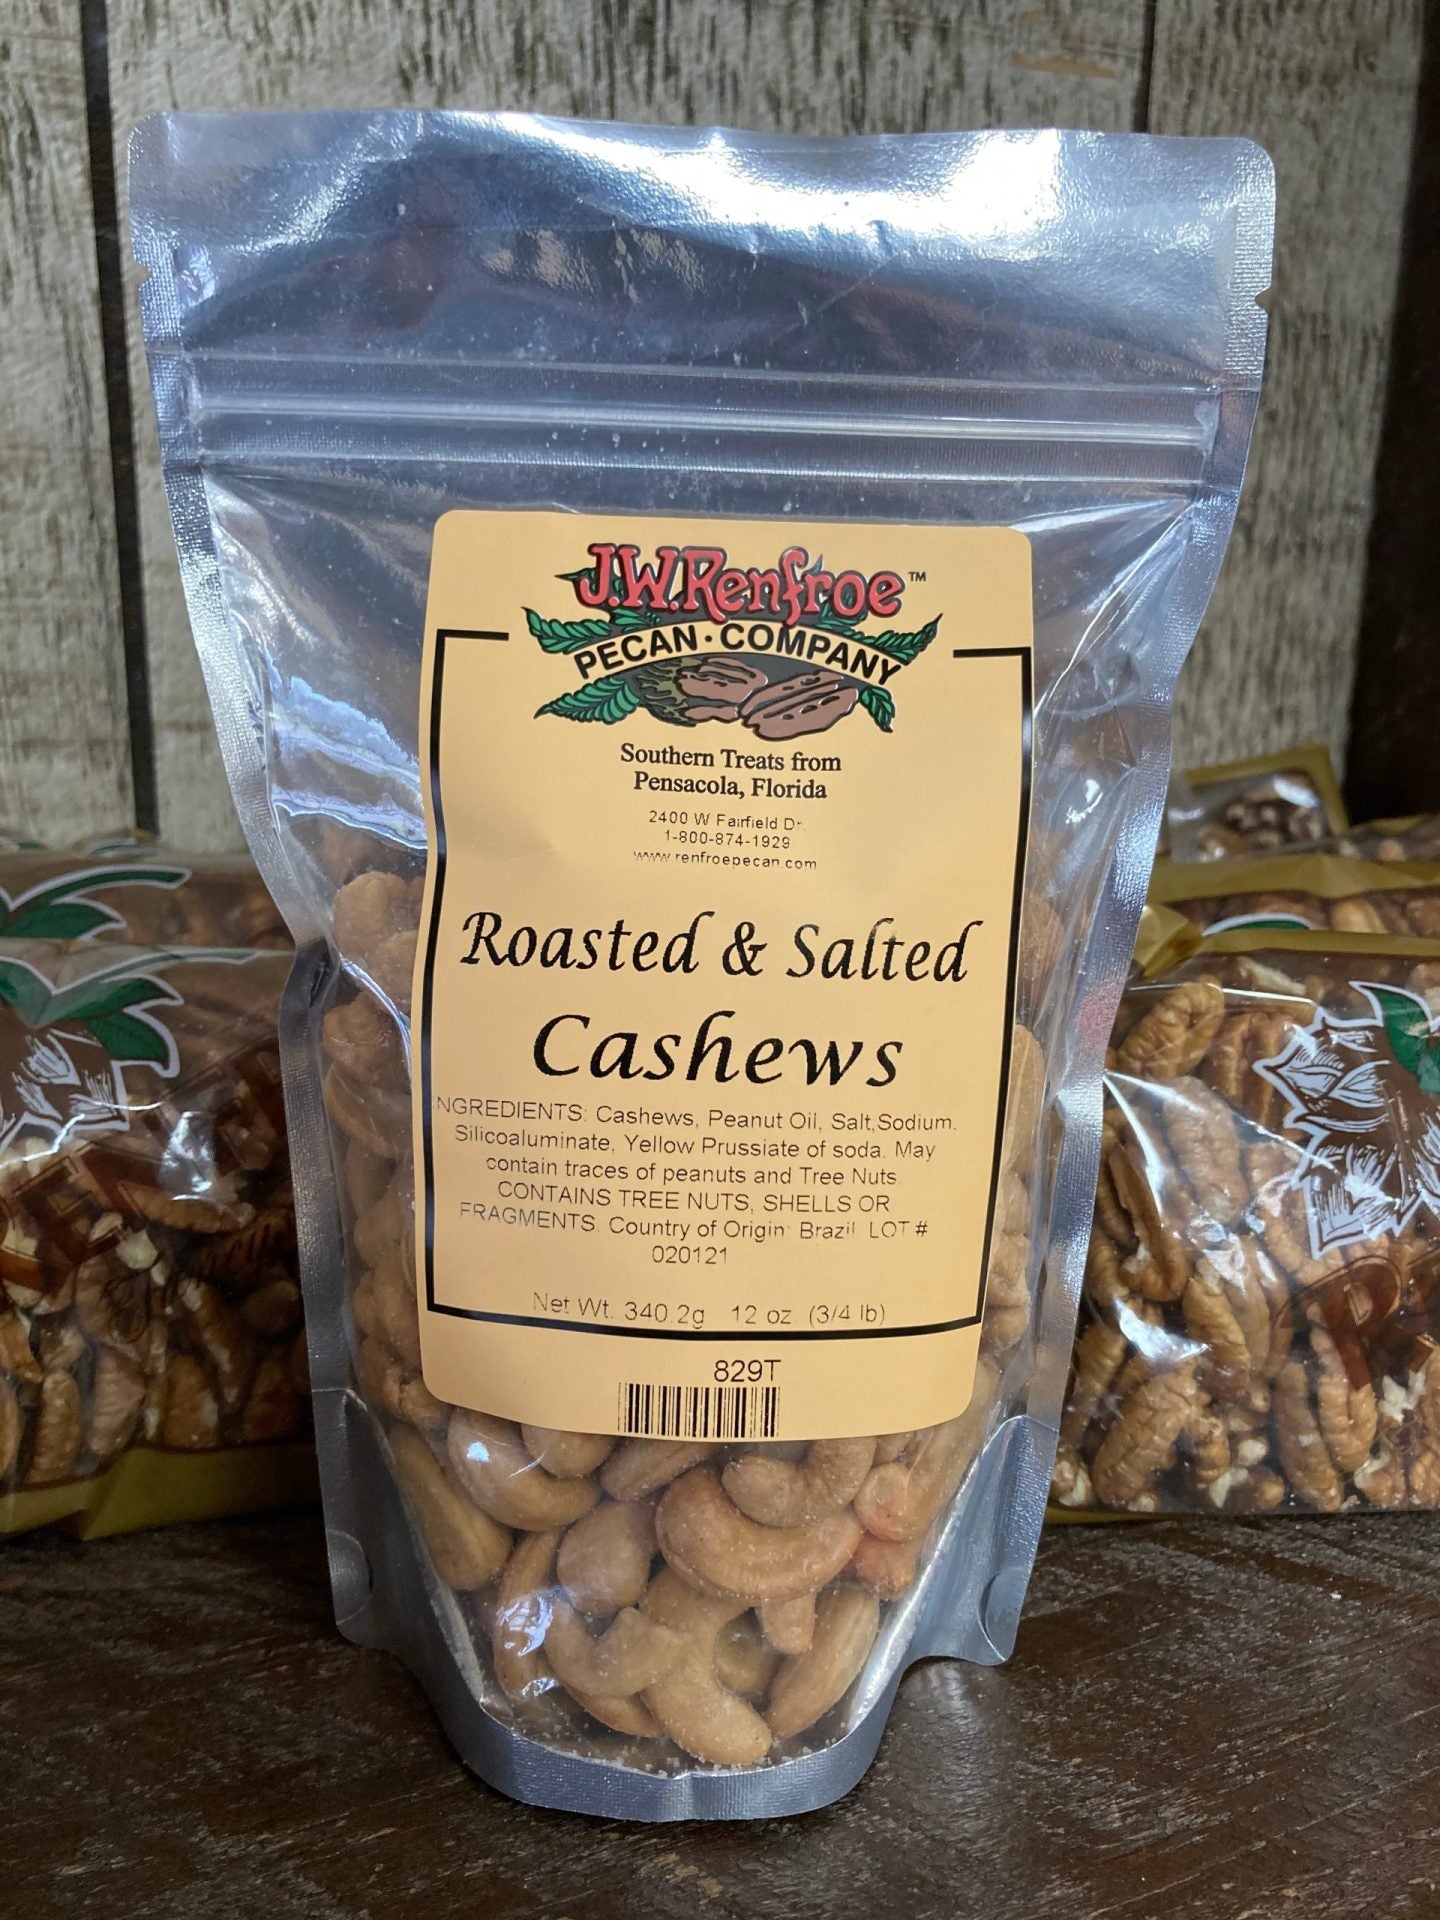 J.W.Renfroe™
PECAN·COMPANY
Southern Treats from
Pensacola, Florida
2400 W Fairfield Dr.
1-800-874-1929
www.renfroepecan.com
Roasted & Salted
Cashews
NGREDIENTS: Cashews, Peanut Oil, Salt,Sodium.
Silicoaluminate, Yellow Prussiate of soda. May
contain traces of peanuts and Tree Nuts.
CONTAINS TREE NUTS, SHELLS OR
FRAGMENTS. Country of Origin: Brazil. LOT #
020121
Net Wt. 340.2g 12 oz. (3/4 lb)
829T